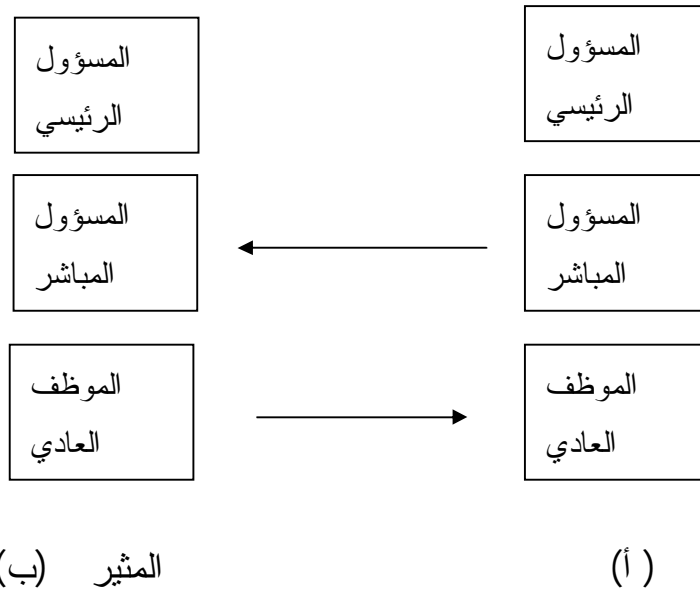 المسؤول
الرئيسي
المسؤول
الرئيسي
المسؤول
المباشر
المسؤول
المباشر
الموظف
العادي
الموظف
العادي
( أ)
المثير (ب)